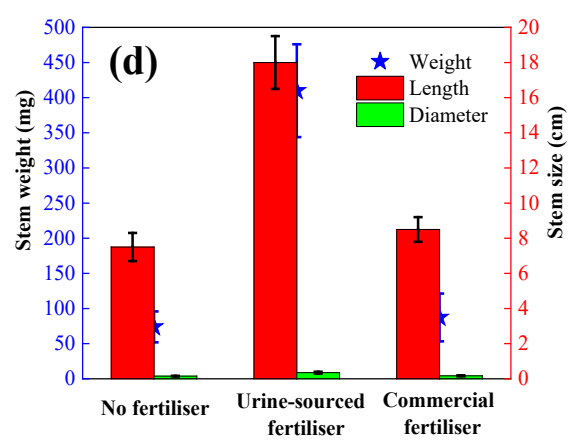 (d)
Weight
Length
Diameter
Stem weight (mg)
500
450
400
350
300
250
200
150
100
50
0
Stem size (cm)
20
18
16
14
12
10
8
6
4
2
0
No fertiliser
Urine-sourced
fertiliser
Commercial
fertiliser